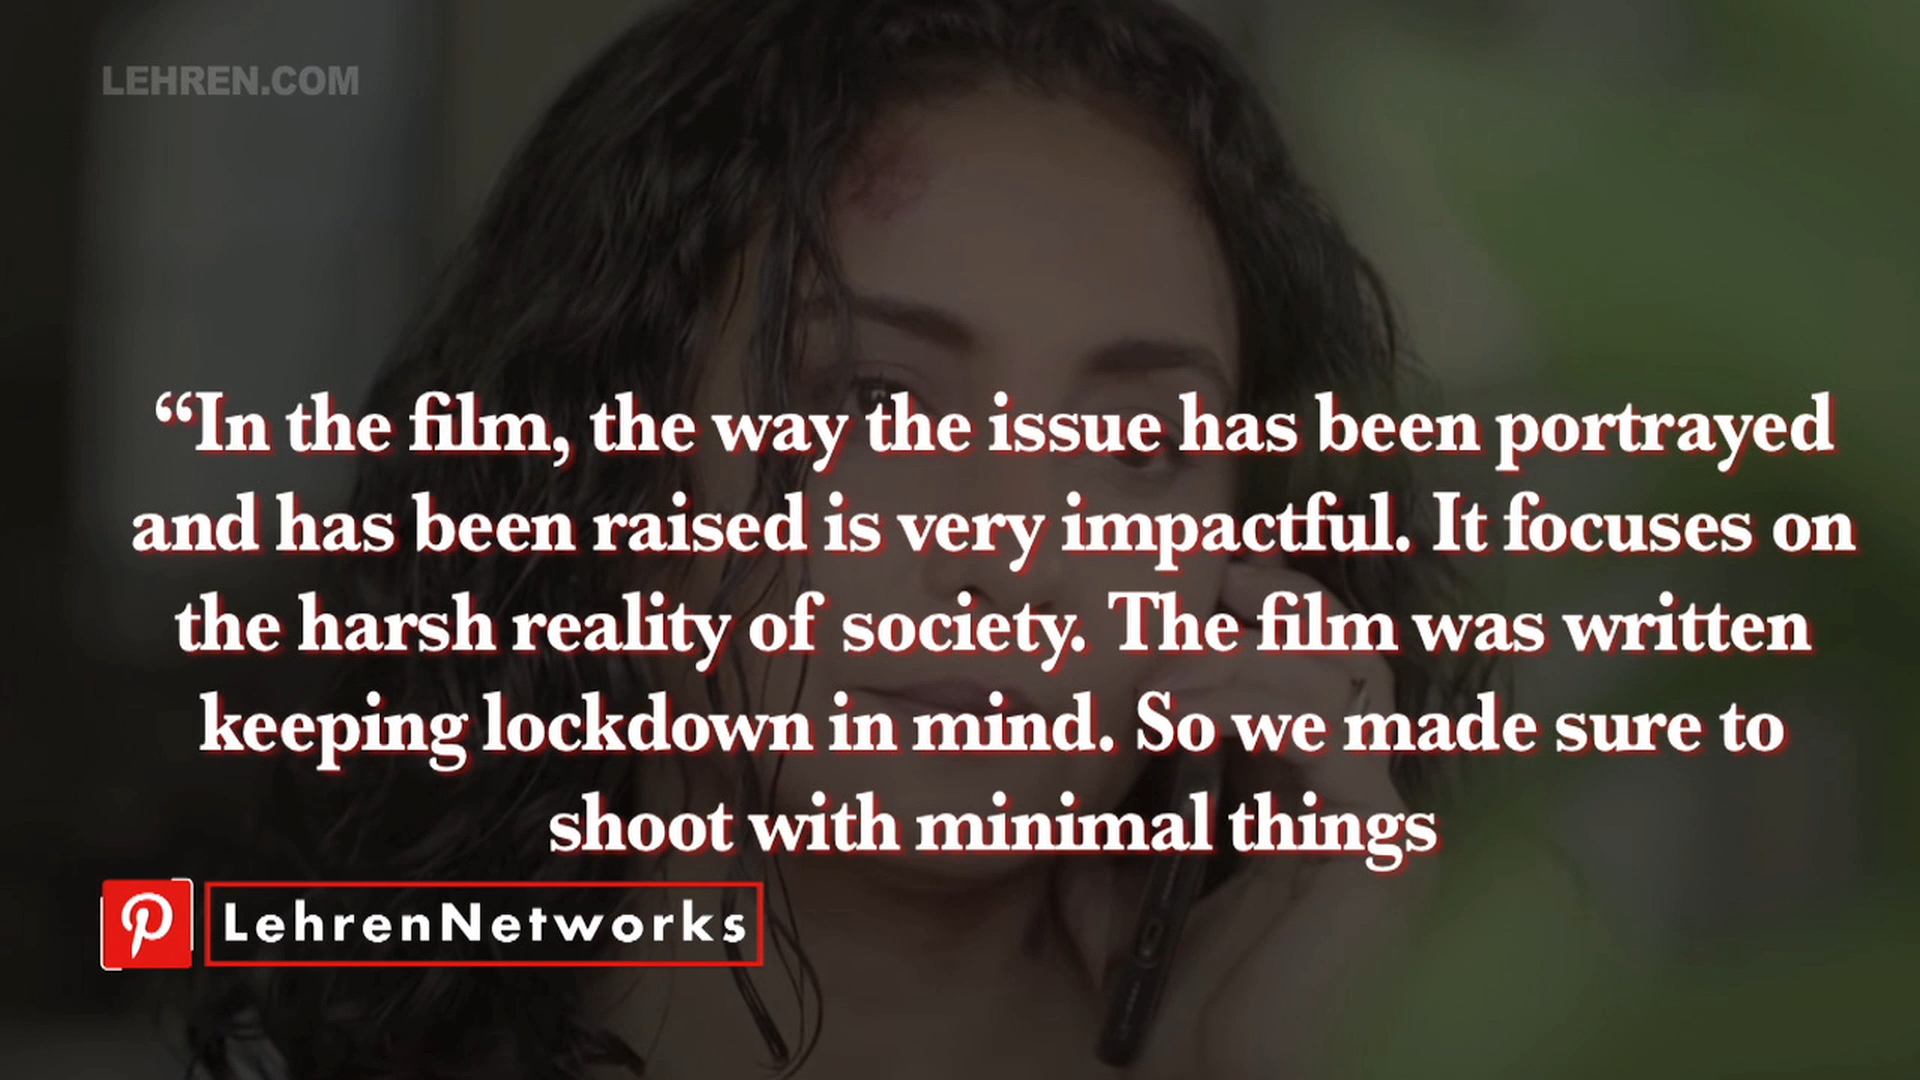 LEHREN.COM
“In the film, the way the issue has been portrayed
and has been raised is very impactful. It focuses on
the harsh reality of society. The film was written
keeping lockdown in mind. So we made sure to
shoot with minimal things
LehrenNetworks